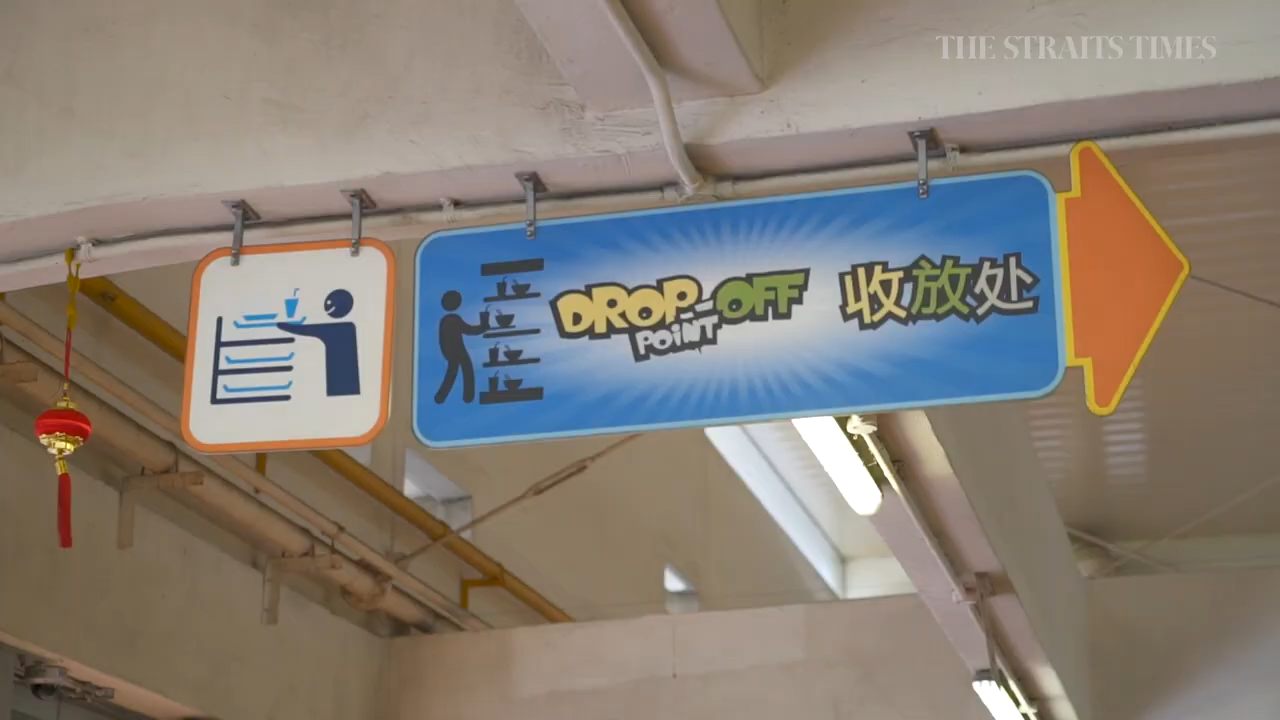 THE STRAITS TIMES
DROP-OFF
POINT
收放处